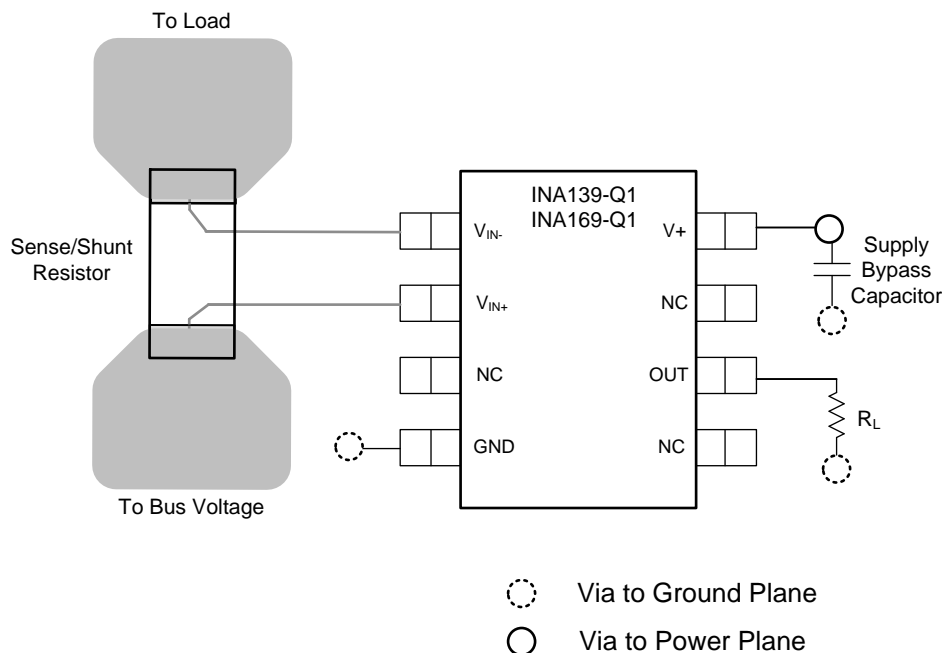 To Load
INA139-Q1
INA169-Q1
Sense/Shunt
Resistor
VIN-
V+
Supply
Bypass
Capacitor
VIN+
NC
NC
OUT
RL
GND
NC
To Bus Voltage
Via to Ground Plane
Via to Power Plane